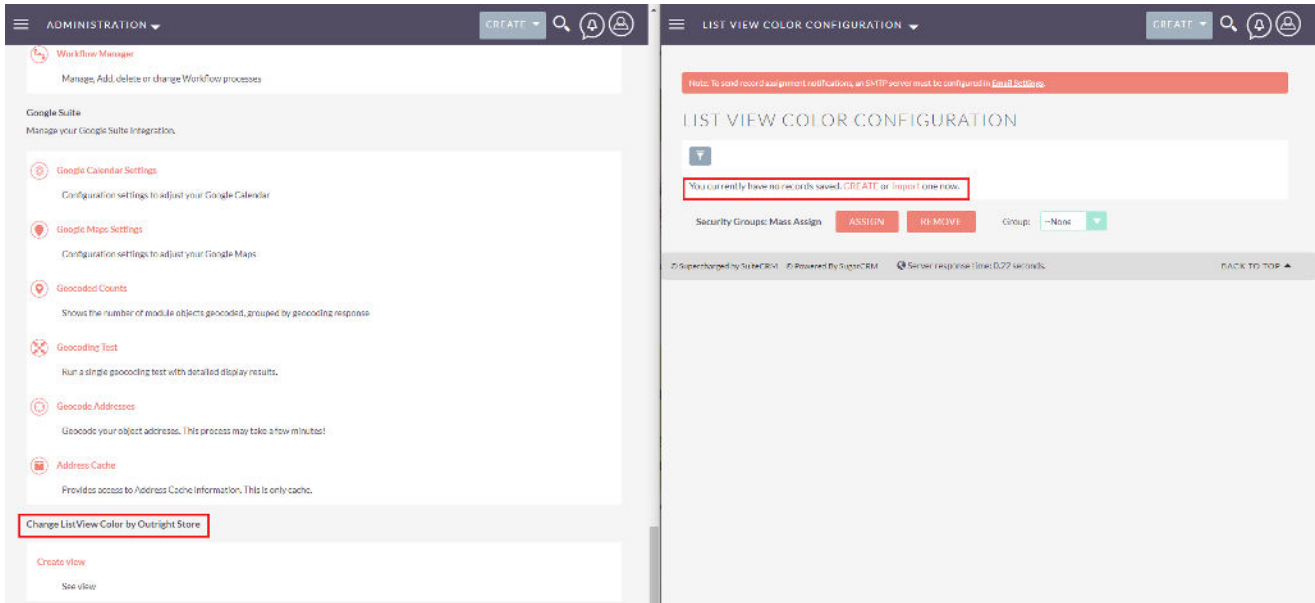 ADMINISTRATION
CREATE
Workflow Manager
Manage, Add, delete or change Workflow processes
Google Suite
Manage your Google Suite Integration.
Google Calendar Settings
Configuration settings to adjust your Google Calendar
Google Maps Settings
Configuration settings to adjust your Google Maps
Geocoded Counts
Shows the number of module objects geocoded, grouped by geocoding response
Geocoding Test
Run a single geocoding test with detailed display results.
Geocode Addresses
Geocode your object addreses. This process may take a few minutes!
Address Cache
Provides access to Address Cache information. This is only cache.
Change ListView Color by Outright Store
Create view
See view
LIST VIEW COLOR CONFIGURATION
CREATE
Note: To send record assignment notifications, an SMTP server must be configured in Email Settings.
LIST VIEW COLOR CONFIGURATION
You currently have no records saved. CREATE or Import one now.
Security Groups: Mass Assign ASSIGN REMOVE Group: --None
© Supercharged by SuiteCRM © Powered By SugarCRM Server response time: 0.22 seconds. BACK TO TOP